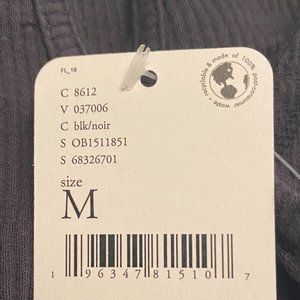 FL_19
recyclable & made of 100% post-consumer waste
C 8612
V 037006
C blk/noir
S OB1511851
S 68326701
size
M
1 96347 81510 7